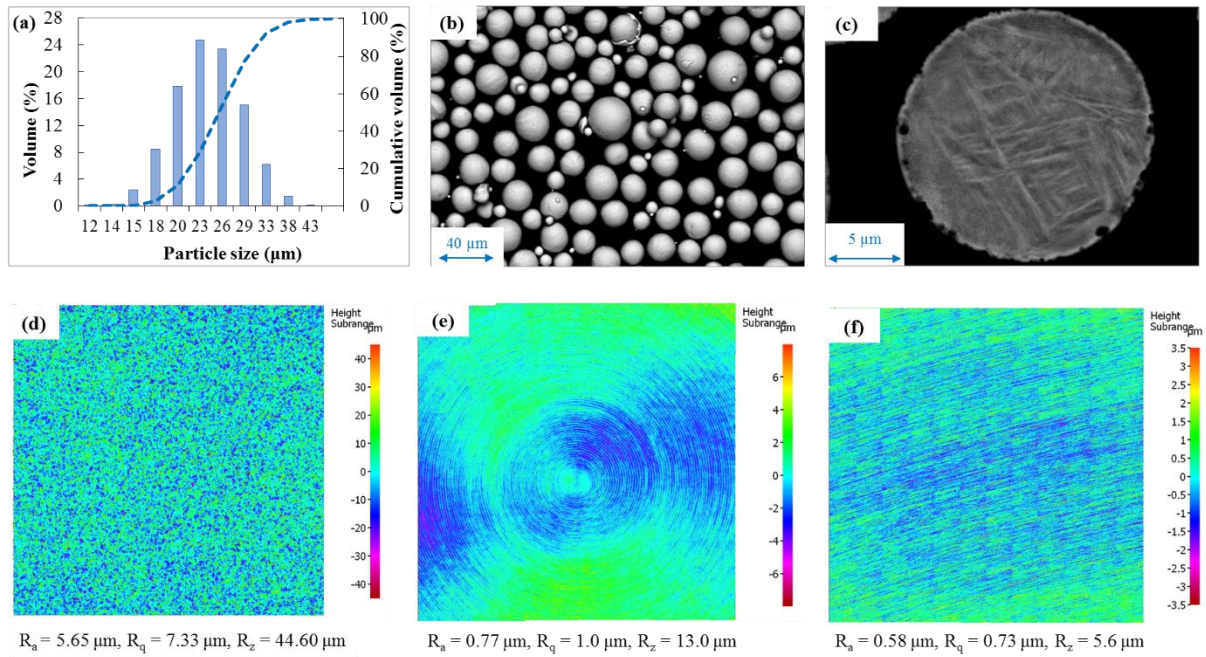 (a)
28
24
20
16
12
8
4
0
Volume (%)
100
80
60
40
20
0
Cumulative volume (%)
12 14 15 18 20 23 26 29 33 38 43
Particle size (µm)
(b)
40 µm
(c)
5 µm
(d)
Height
Subrange
µm
40
30
20
10
0
-10
-20
-30
-40
Ra = 5.65 µm, Rq = 7.33 µm, Rz = 44.60 µm
(e)
Height
Subrange
µm
6
4
2
0
-2
-4
-6
Ra = 0.77 µm, Rq = 1.0 µm, Rz = 13.0 µm
(f)
Height
Subrange
µm
3.5
3
2.5
2
1.5
1
0.5
0
-0.5
-1
-1.5
-2
-2.5
-3
-3.5
Ra = 0.58 µm, Rq = 0.73 µm, Rz = 5.6 µm